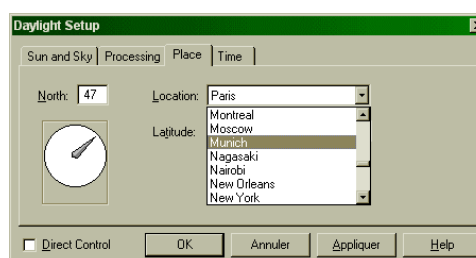 Daylight Setup
Sun and Sky Processing Place Time
North: 47 Location: Paris
Latitude:
Montreal
Moscow
Munich
Nagasaki
Nairobi
New Orleans
New York
Direct Control OK Annuler Appliquer Help